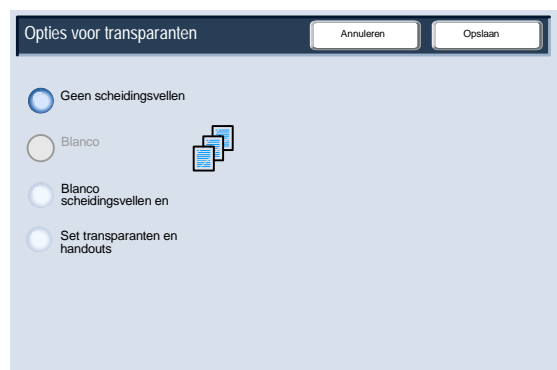 Opties voor transparanten
Annuleren
Opslaan
Geen scheidingsvellen
Blanco
Blanco
scheidingsvellen en
Set transparanten en
handouts